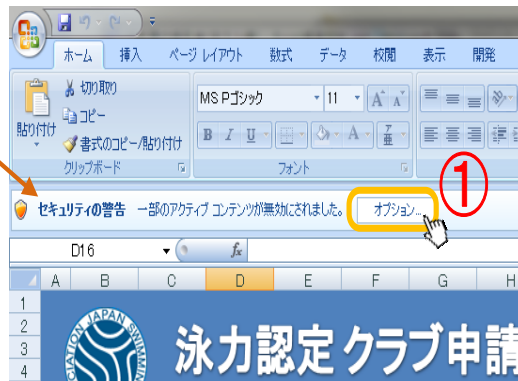 ホーム 挿入 ページ レイアウト 数式 データ 校閲 表示 開発
切り取り
コピー
書式のコピー/貼り付け
貼り付け
クリップボード
MS Pゴシック 11 A A
B I U A 亜
フォント
①
セキュリティの警告 一部のアクティブ コンテンツが無効にされました。 オプション...
D16 fx
A B C D E F G H
1
2
3
4
JAPAN SWIMMING
泳力認定 クラブ申請